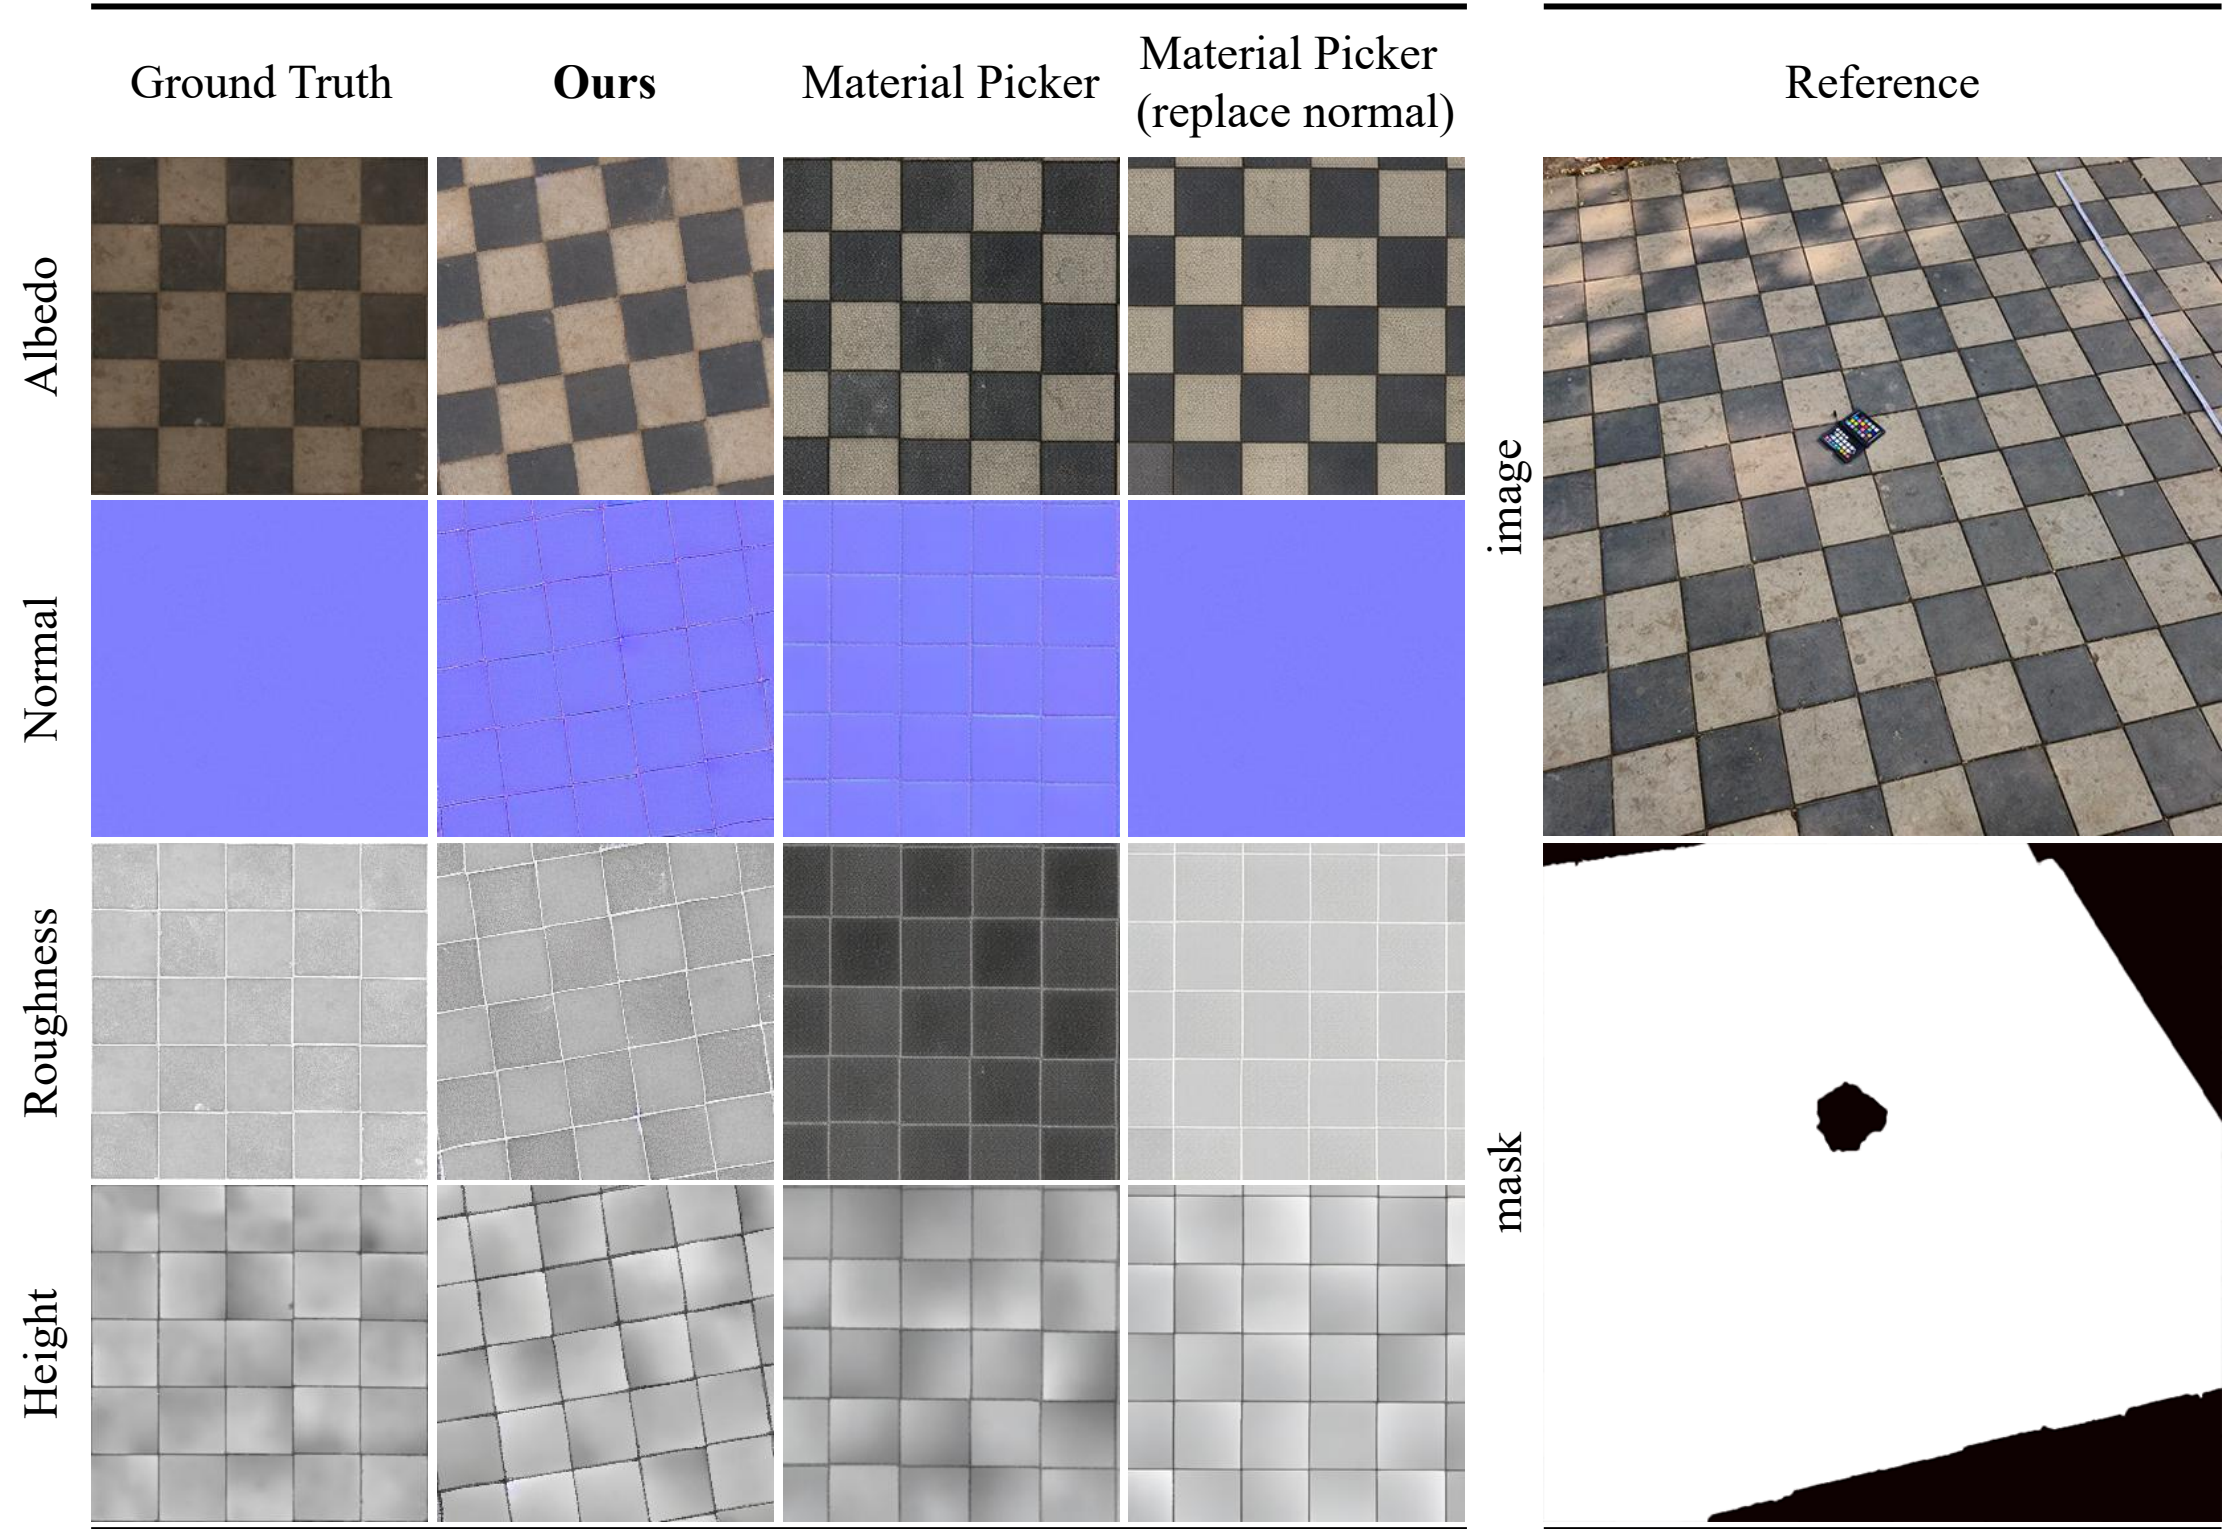 Ground Truth
Ours
Material Picker
Material Picker
(replace normal)
Reference
Albedo
Normal
Roughness
Height
image
mask